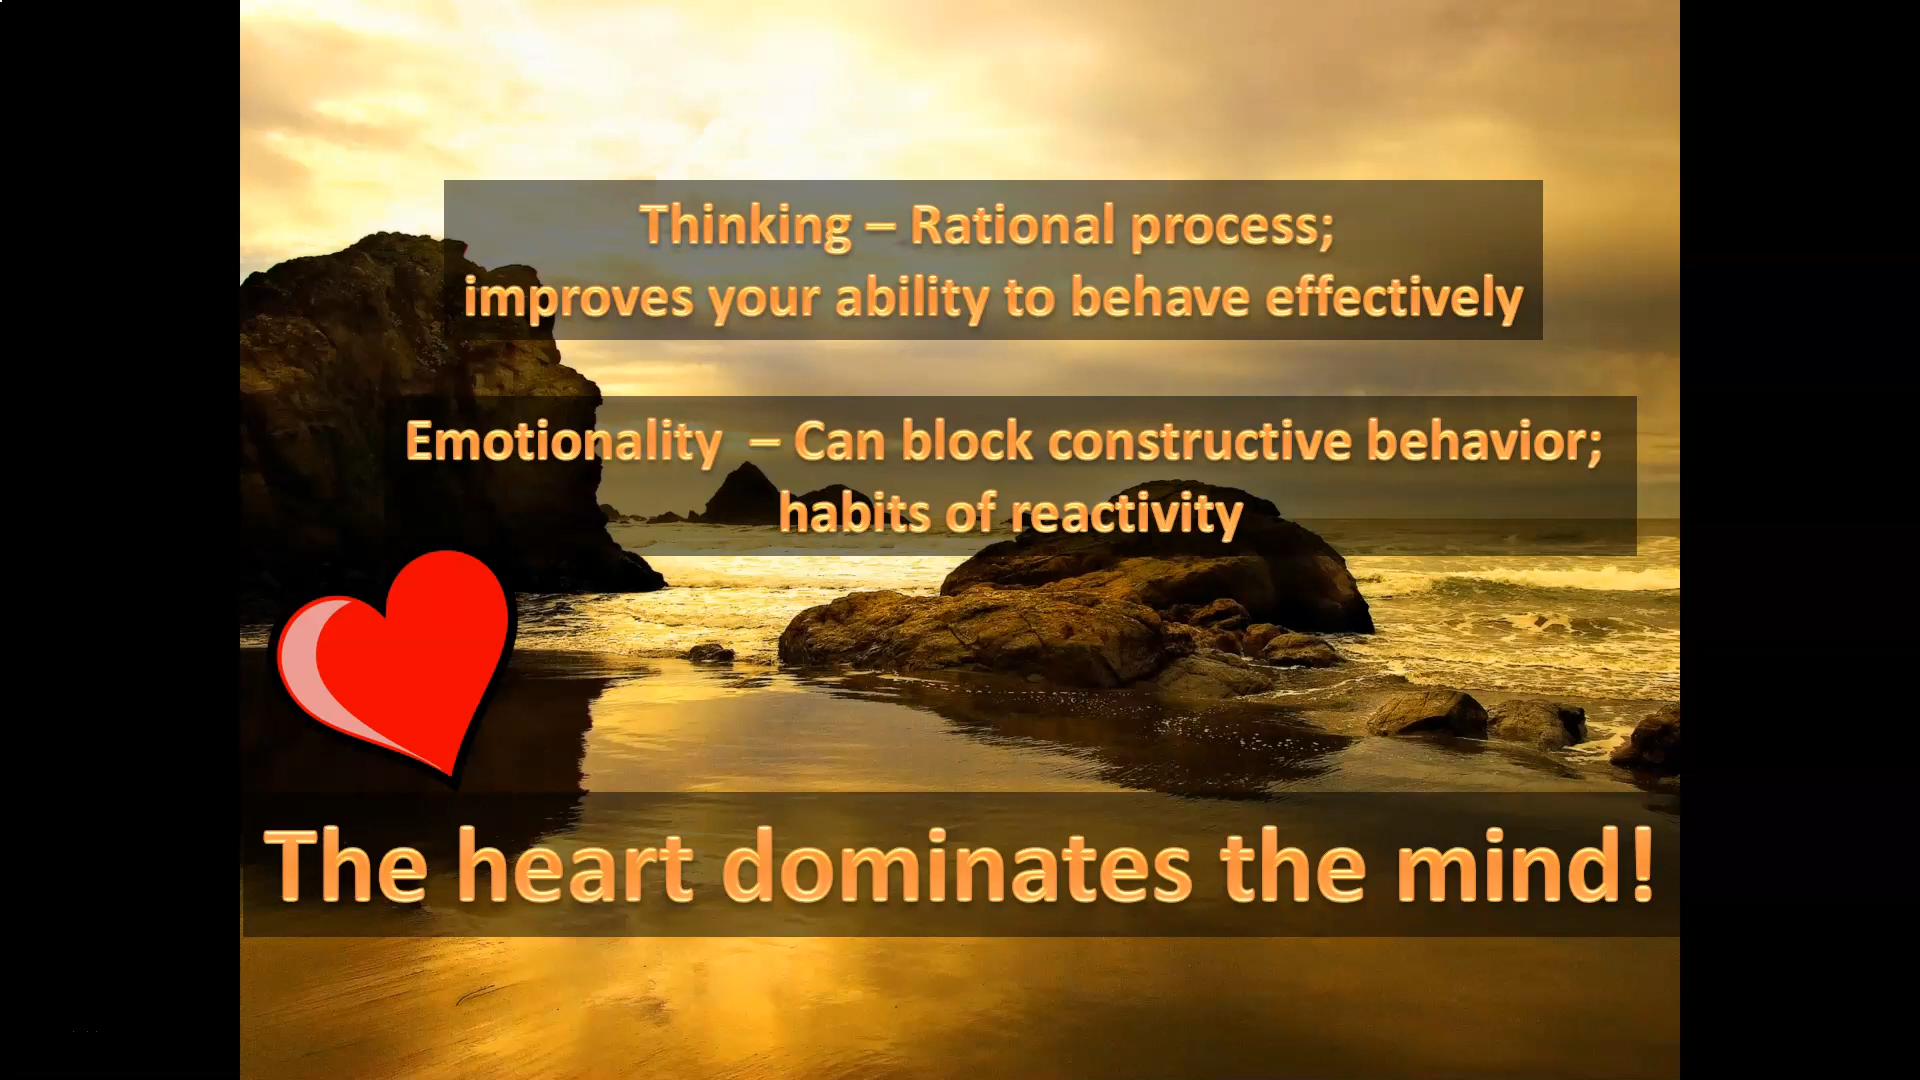 Thinking – Rational process;
improves your ability to behave effectively
Emotionality – Can block constructive behavior;
habits of reactivity
The heart dominates the mind!